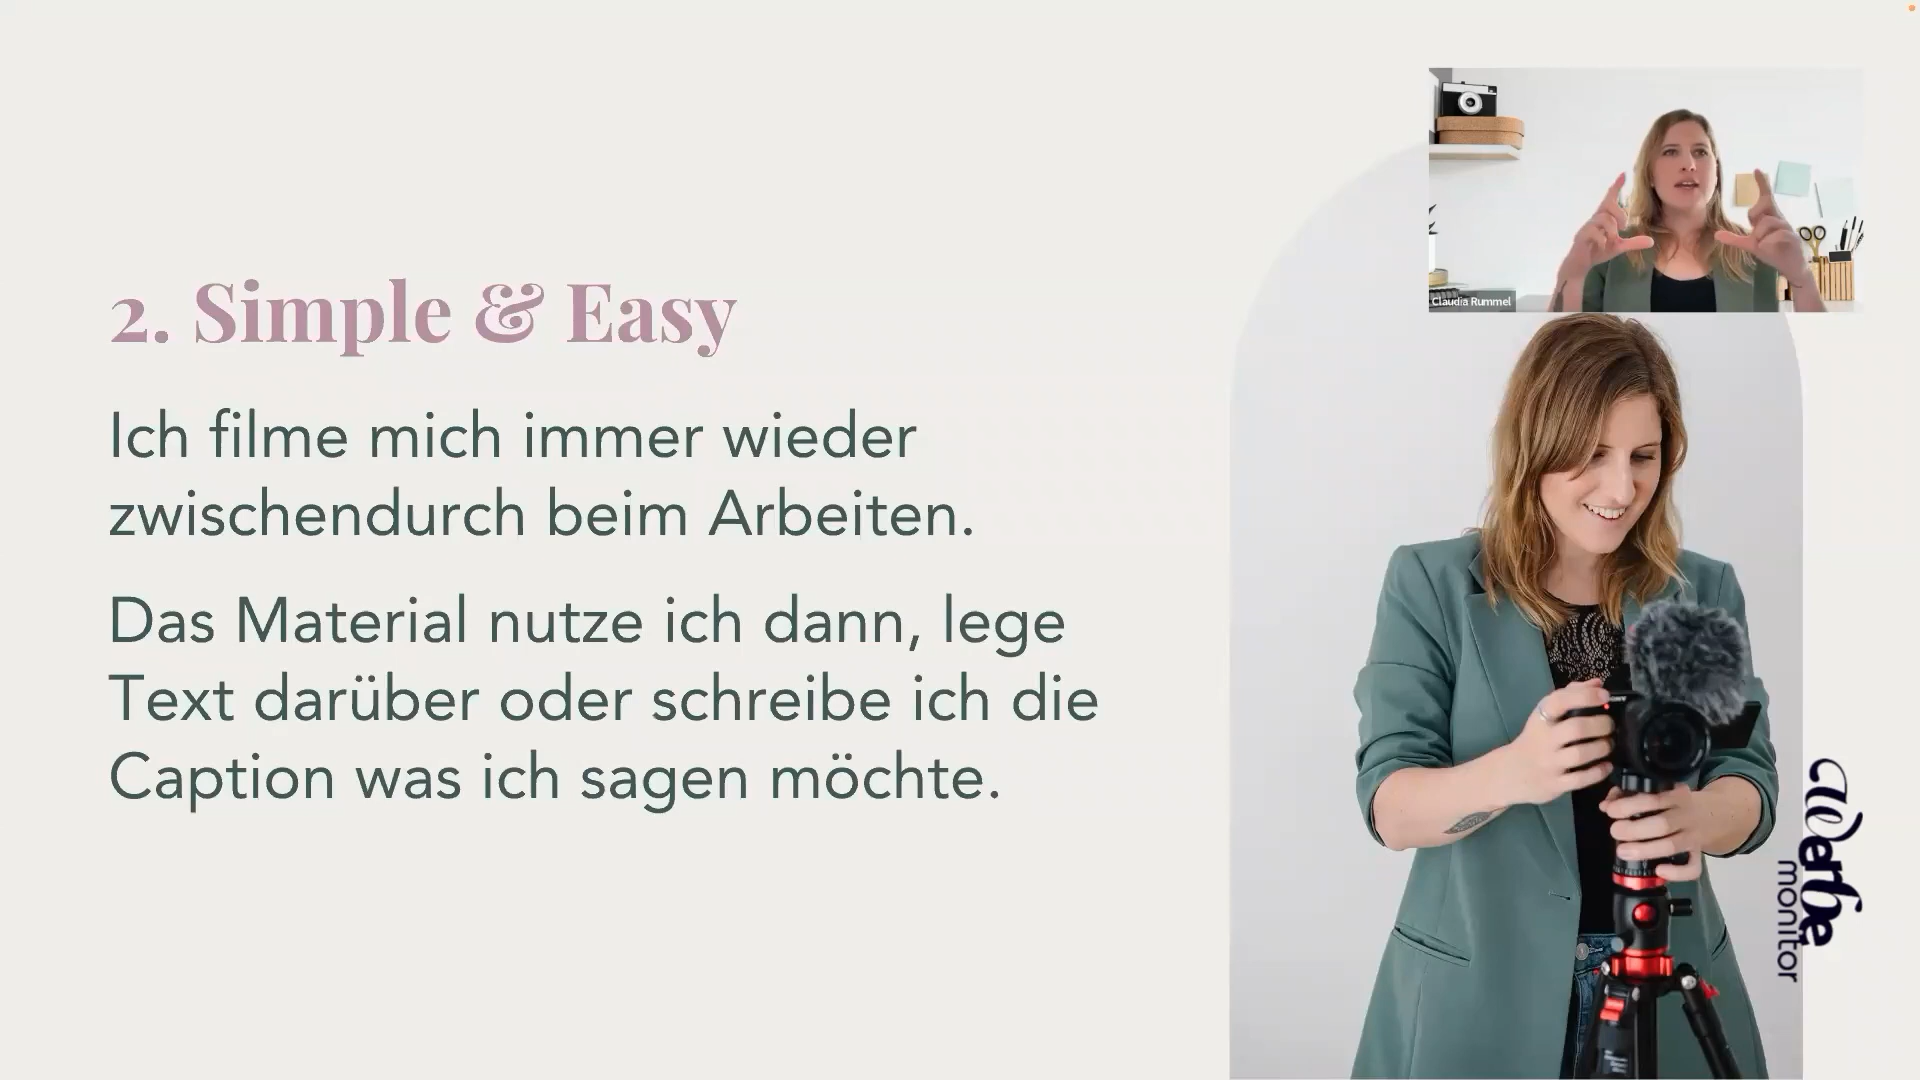 Claudia Rummel
2. Simple & Easy
Ich filme mich immer wieder
zwischendurch beim Arbeiten.
Das Material nutze ich dann, lege
Text darüber oder schreibe ich die
Caption was ich sagen möchte.
Werbe
monitor